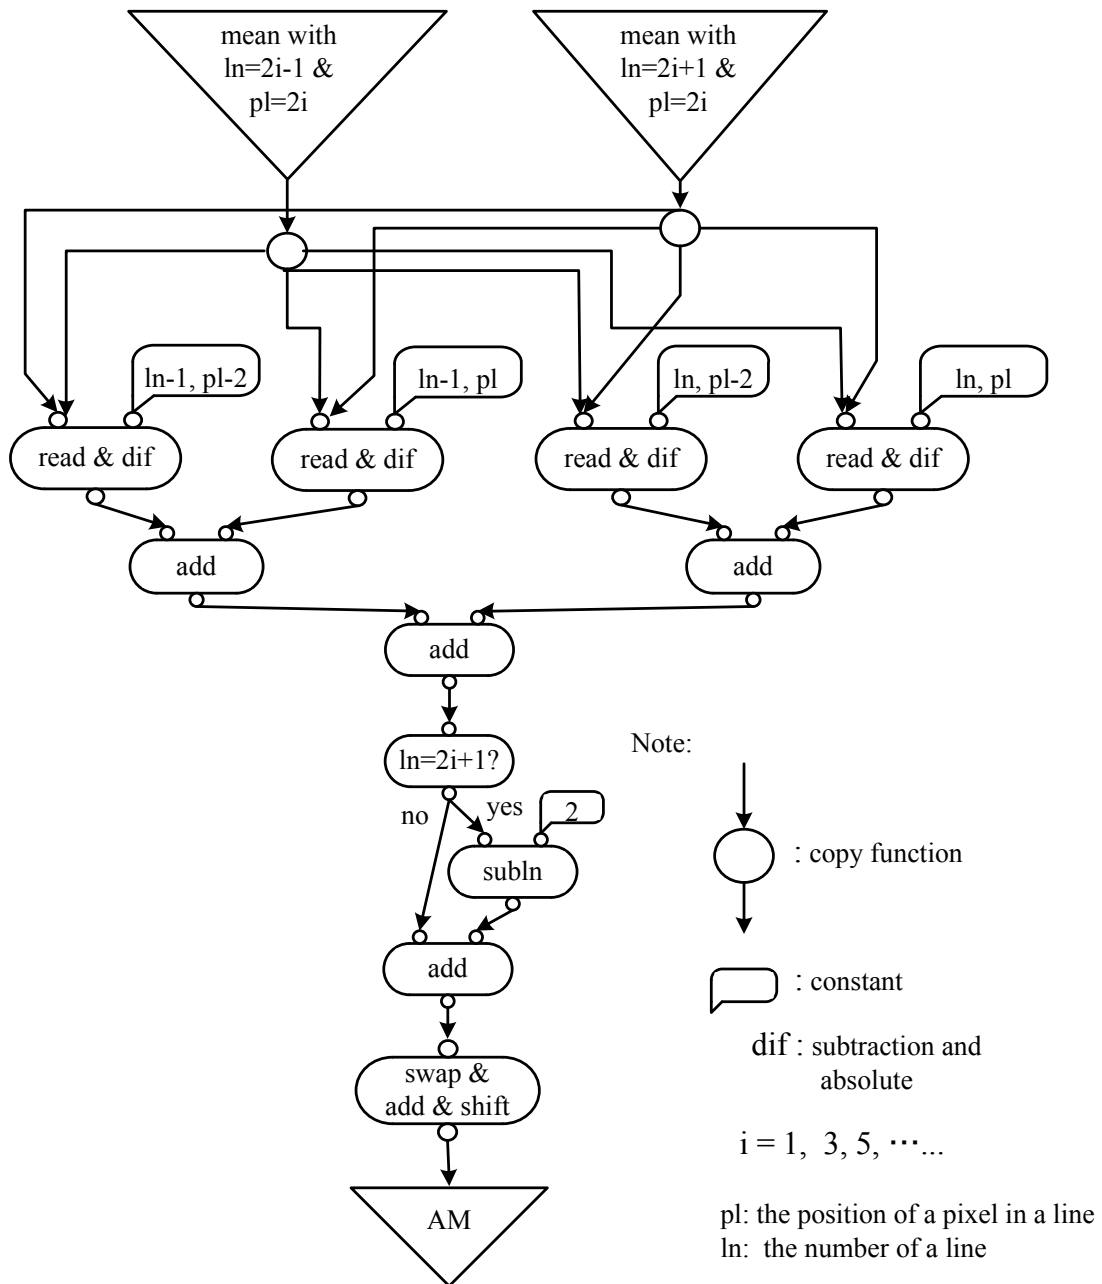 mean with
ln=2i-1 &
pl=2i
mean with
ln=2i+1 &
pl=2i
ln-1, pl-2
ln-1, pl
ln, pl-2
ln, pl
read & dif
read & dif
read & dif
read & dif
add
add
add
ln=2i+1?
no
yes
2
subln
add
swap &
add & shift
AM
Note:
: copy function
: constant
dif : subtraction and
absolute
i = 1, 3, 5, ⋯...
pl: the position of a pixel in a line
ln: the number of a line